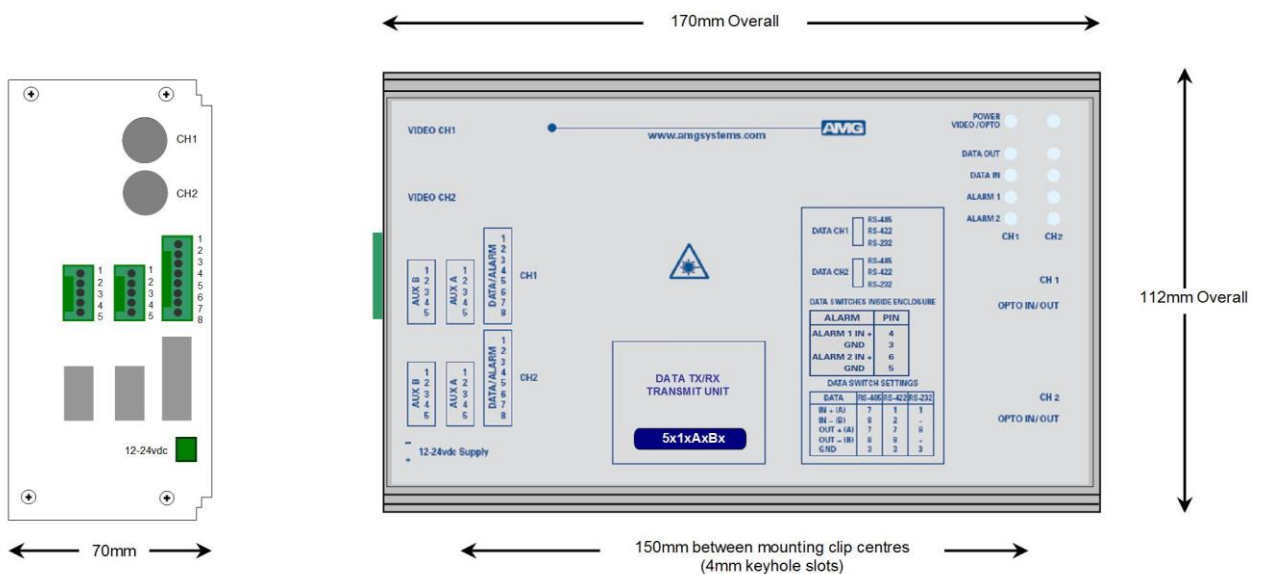 170mm Overall
CH1
CH2
1
2
3
4
5
6
7
8
1
2
3
4
5
1
2
3
4
5
12-24vdc
70mm
VIDEO CH1
www.amgsystems.com
AMG
POWER
VIDEO/OPTO
DATA OUT
DATA IN
ALARM 1
ALARM 2
CH1 CH2
VIDEO CH2
AUX B
1
2
3
4
5
AUX A
1
2
3
4
5
DATA/ALARM
1
2
3
4
5
6
7
8
CH1
AUX B
1
2
3
4
5
AUX A
1
2
3
4
5
DATA/ALARM
1
2
3
4
5
6
7
8
CH2
-
+ 12-24vdc Supply
DATA TX/RX
TRANSMIT UNIT
5x1xAxBx
DATA CH1
RS-485
RS-422
RS-232
DATA CH2
RS-485
RS-422
RS-232
DATA SWITCHES INSIDE ENCLOSURE
ALARM PIN
ALARM 1 IN + 4
GND 3
ALARM 2 IN + 6
GND 5
DATA SWITCH SETTINGS
DATA RS-485 RS-422 RS-232
IN + (A) 7 1 1
IN – (B) 8 2 -
OUT + (A) 7 7 8
OUT – (B) 8 8 -
GND 3 3 3
CH 1
OPTO IN/OUT
CH 2
OPTO IN/OUT
112mm Overall
150mm between mounting clip centres
(4mm keyhole slots)